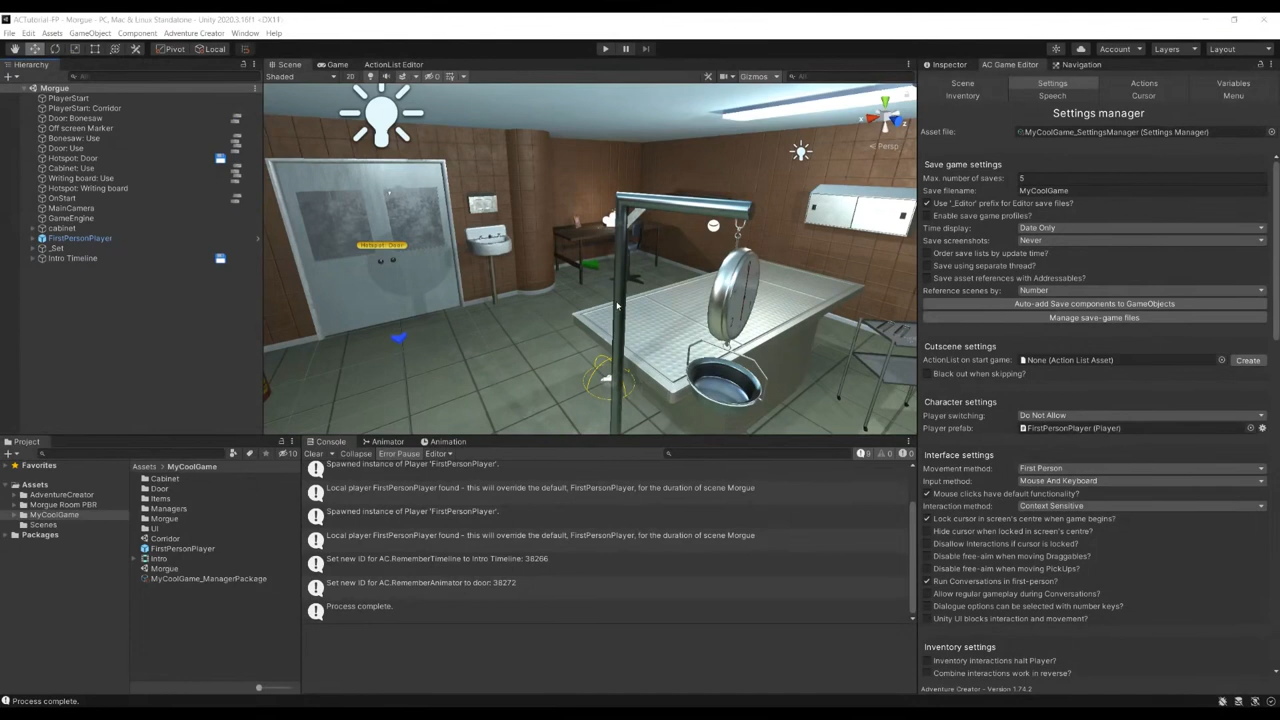 ACTutorial-FP - Morgue - PC, Mac & Linux Standalone - Unity 2020.3.16f1 <DX11>
File Edit Assets GameObject Component Adventure Creator Window Help
Pivot Local
Account Layers Layout
Hierarchy
All
Morgue
PlayerStart
PlayerStart: Corridor
Door: Bonesaw
Off screen Marker
Bonesaw: Use
Door: Use
Hotspot: Door
Cabinet: Use
Writing board: Use
Hotspot: Writing board
OnStart
MainCamera
GameEngine
cabinet
FirstPersonPlayer
_Set
Intro Timeline
Scene Game ActionList Editor
Shaded 2D 0 Gizmos All
Persp
Hotspot: Door
Inspector AC Game Editor Navigation
Scene Settings Actions Variables
Inventory Speech Cursor Menu
Settings manager
Asset file: MyCoolGame_SettingsManager (Settings Manager)
Save game settings
Max. number of saves: 5
Save filename: MyCoolGame
Use '_Editor' prefix for Editor save files?
Enable save game profiles?
Time display: Date Only
Save screenshots: Never
Order save lists by update time?
Save using separate thread?
Save asset references with Addressables?
Reference scenes by: Number
Auto-add Save components to GameObjects
Manage save-game files
Cutscene settings
ActionList on start game: None (Action List Asset) Create
Black out when skipping?
Character settings
Player switching: Do Not Allow
Player prefab: FirstPersonPlayer (Player)
Interface settings
Movement method: First Person
Input method: Mouse And Keyboard
Mouse clicks have default functionality?
Interaction method: Context Sensitive
Lock cursor in screen's centre when game begins?
Hide cursor when locked in screen's centre?
Disallow Interactions if cursor is locked?
Disable free-aim when moving Draggables?
Disable free-aim when moving PickUps?
Run Conversations in first-person?
Allow regular gameplay during Conversations?
Dialogue options can be selected with number keys?
Unity UI blocks interaction and movement?
Inventory settings
Inventory interactions halt Player?
Combine interactions work in reverse?
Adventure Creator - Version 1.74.2
Project
10
Favorites
Assets
AdventureCreator
Morgue Room PBR
MyCoolGame
Scenes
Packages
Assets > MyCoolGame
Cabinet
Door
Items
Managers
Morgue
UI
Corridor
FirstPersonPlayer
Intro
Morgue
MyCoolGame_ManagerPackage
Console Animator Animation
Clear Collapse Error Pause Editor 9 0 0
Spawned instance of Player 'FirstPersonPlayer'.
Local player FirstPersonPlayer found - this will override the default, FirstPersonPlayer, for the duration of scene Morgue
Spawned instance of Player 'FirstPersonPlayer'.
Local player FirstPersonPlayer found - this will override the default, FirstPersonPlayer, for the duration of scene Morgue
Set new ID for AC.RememberTimeline to Intro Timeline: 38266
Set new ID for AC.RememberAnimator to door: 38272
Process complete.
Process complete.